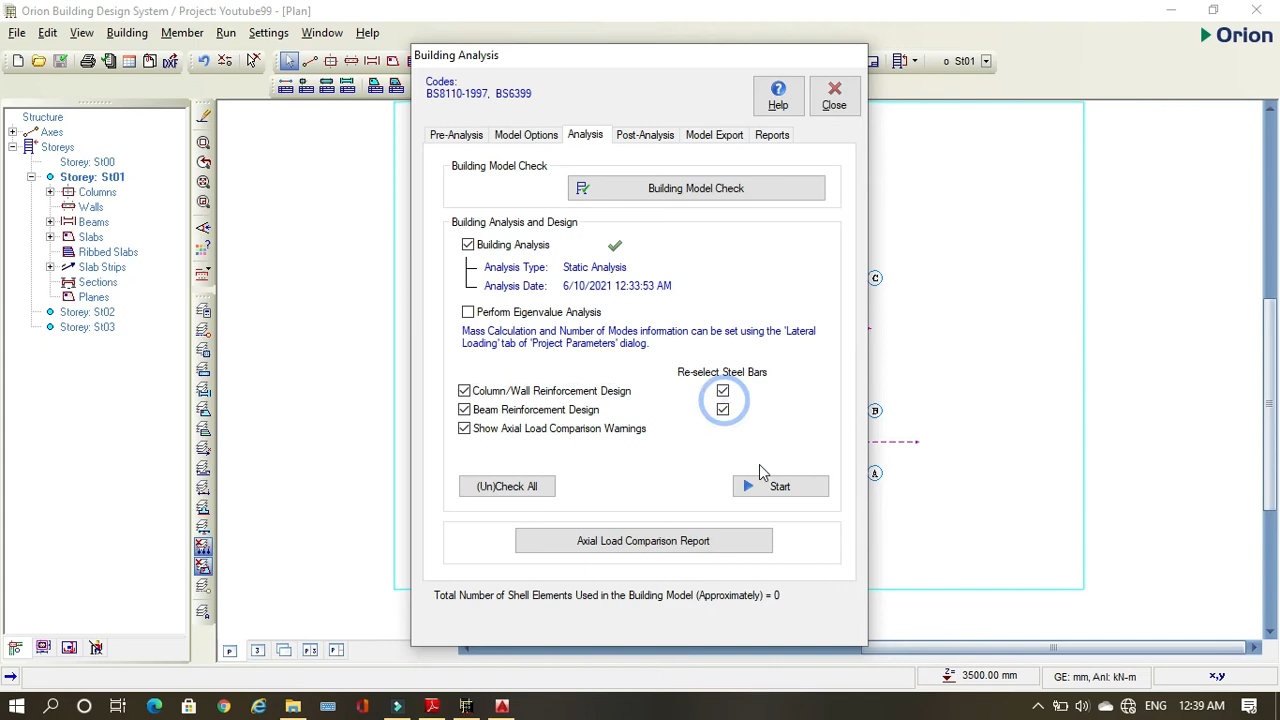 Orion Building Design System / Project: Youtube99 - [Plan]
File Edit View Building Member Run Settings Window Help
Orion
DXF
St01
Building Analysis
Codes:
BS8110-1997, BS6399
Help
Close
Pre-Analysis Model Options Analysis Post-Analysis Model Export Reports
Building Model Check
Building Model Check
Building Analysis and Design
Building Analysis
Analysis Type: Static Analysis
Analysis Date: 6/10/2021 12:33:53 AM
Perform Eigenvalue Analysis
Mass Calculation and Number of Modes information can be set using the 'Lateral
Loading' tab of 'Project Parameters' dialog.
Re-select Steel Bars
Column/Wall Reinforcement Design
Beam Reinforcement Design
Show Axial Load Comparison Warnings
(Un)Check All
Start
Axial Load Comparison Report
Total Number of Shell Elements Used in the Building Model (Approximately) = 0
Structure
Axes
Storeys
Storey: St00
Storey: St01
Columns
Walls
Beams
Slabs
Ribbed Slabs
Slab Strips
Sections
Planes
Storey: St02
Storey: St03
C
B
A
P 3 P3 P
Z= 3500.00 mm
GE: mm, Anl: kN-m
x,y
ENG 12:39 AM